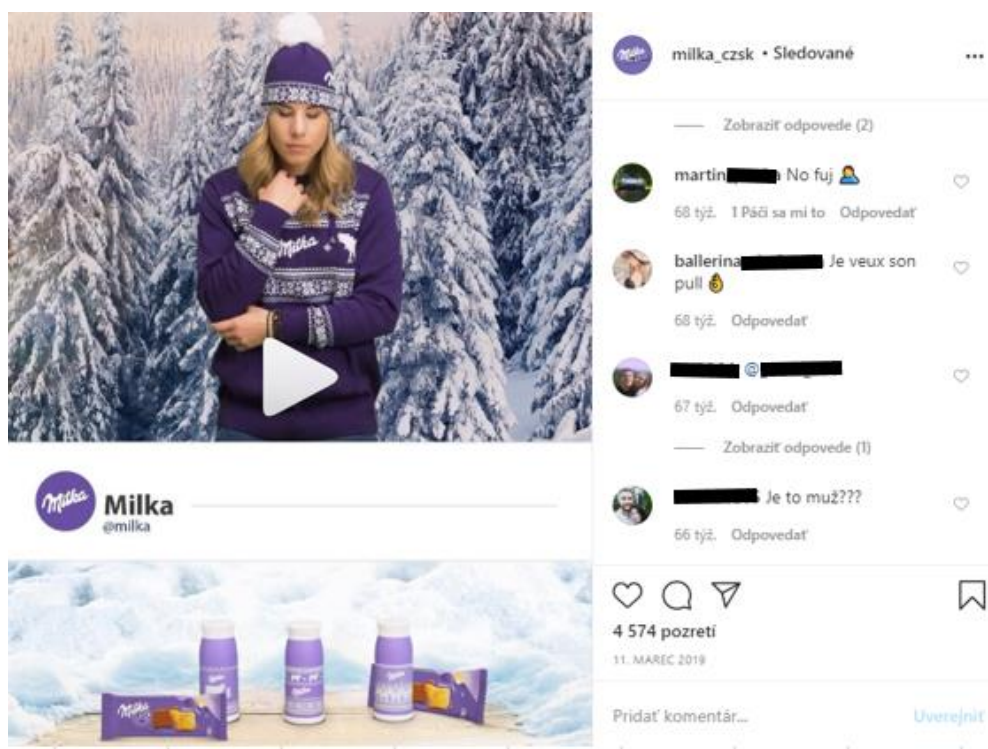 Milka
milka_czsk • Sledované
Zobraziť odpovede (2)
martin a No fuj
68 týž. 1 Páči sa mi to Odpovedať
ballerina Je veux son
pull
68 týž. Odpovedať
@
67 týž. Odpovedať
Zobraziť odpovede (1)
Je to muž???
66 týž. Odpovedať
4 574 pozretí
11. MAREC 2019
Pridať komentár...
Uverejniť
Milka
Milka
Milka
@milka
Milka
Milka